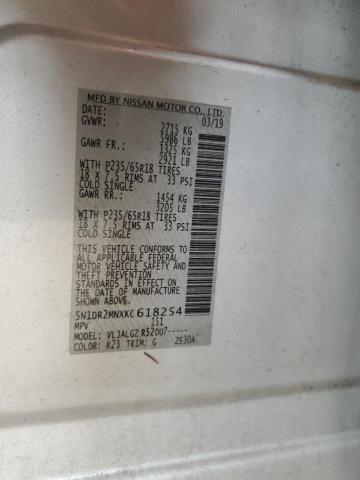 MFD BY NISSAN MOTOR CO., LTD.
DATE: 03/19
GVWR: 2715 KG
5986 LB
GAWR FR.: 1325 KG
2921 LB
WITH P235/65R18 TIRES
18 X 7.5 RIMS AT 33 PSI
COLD SINGLE
GAWR RR.: 1454 KG
3205 LB
WITH P235/65R18 TIRES
18 X 7.5 RIMS AT 33 PSI
COLD SINGLE
THIS VEHICLE CONFORMS TO
ALL APPLICABLE FEDERAL
MOTOR VEHICLE SAFETY, AND
THEFT PREVENTION
STANDARDS IN EFFECT
ON THE DATE OF MANUFACTURE
SHOWN ABOVE.
5N1DR2MNXKC618254
MPV 151
MODEL: VLJALGZ R52DU7-----
COLOR: K23 TRIM: G ZS30A